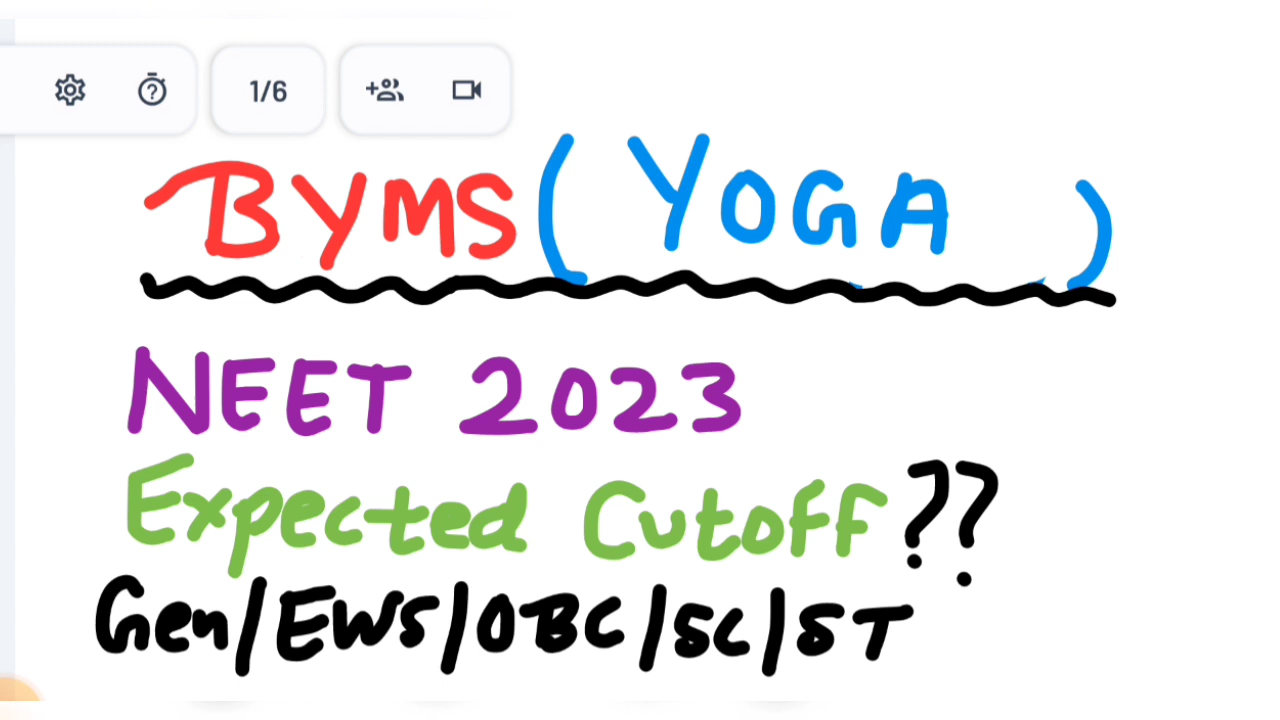 1/6
BYMS( YOGA )
NEET 2023
Expected Cutoff??
Gen/EWS/OBC/SC/ST